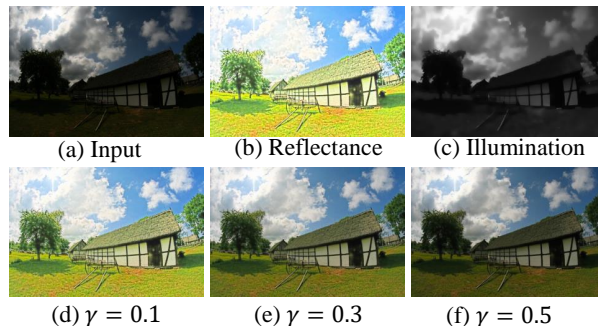 (a) Input (b) Reflectance (c) Illumination
(d) γ = 0.1 (e) γ = 0.3 (f) γ = 0.5